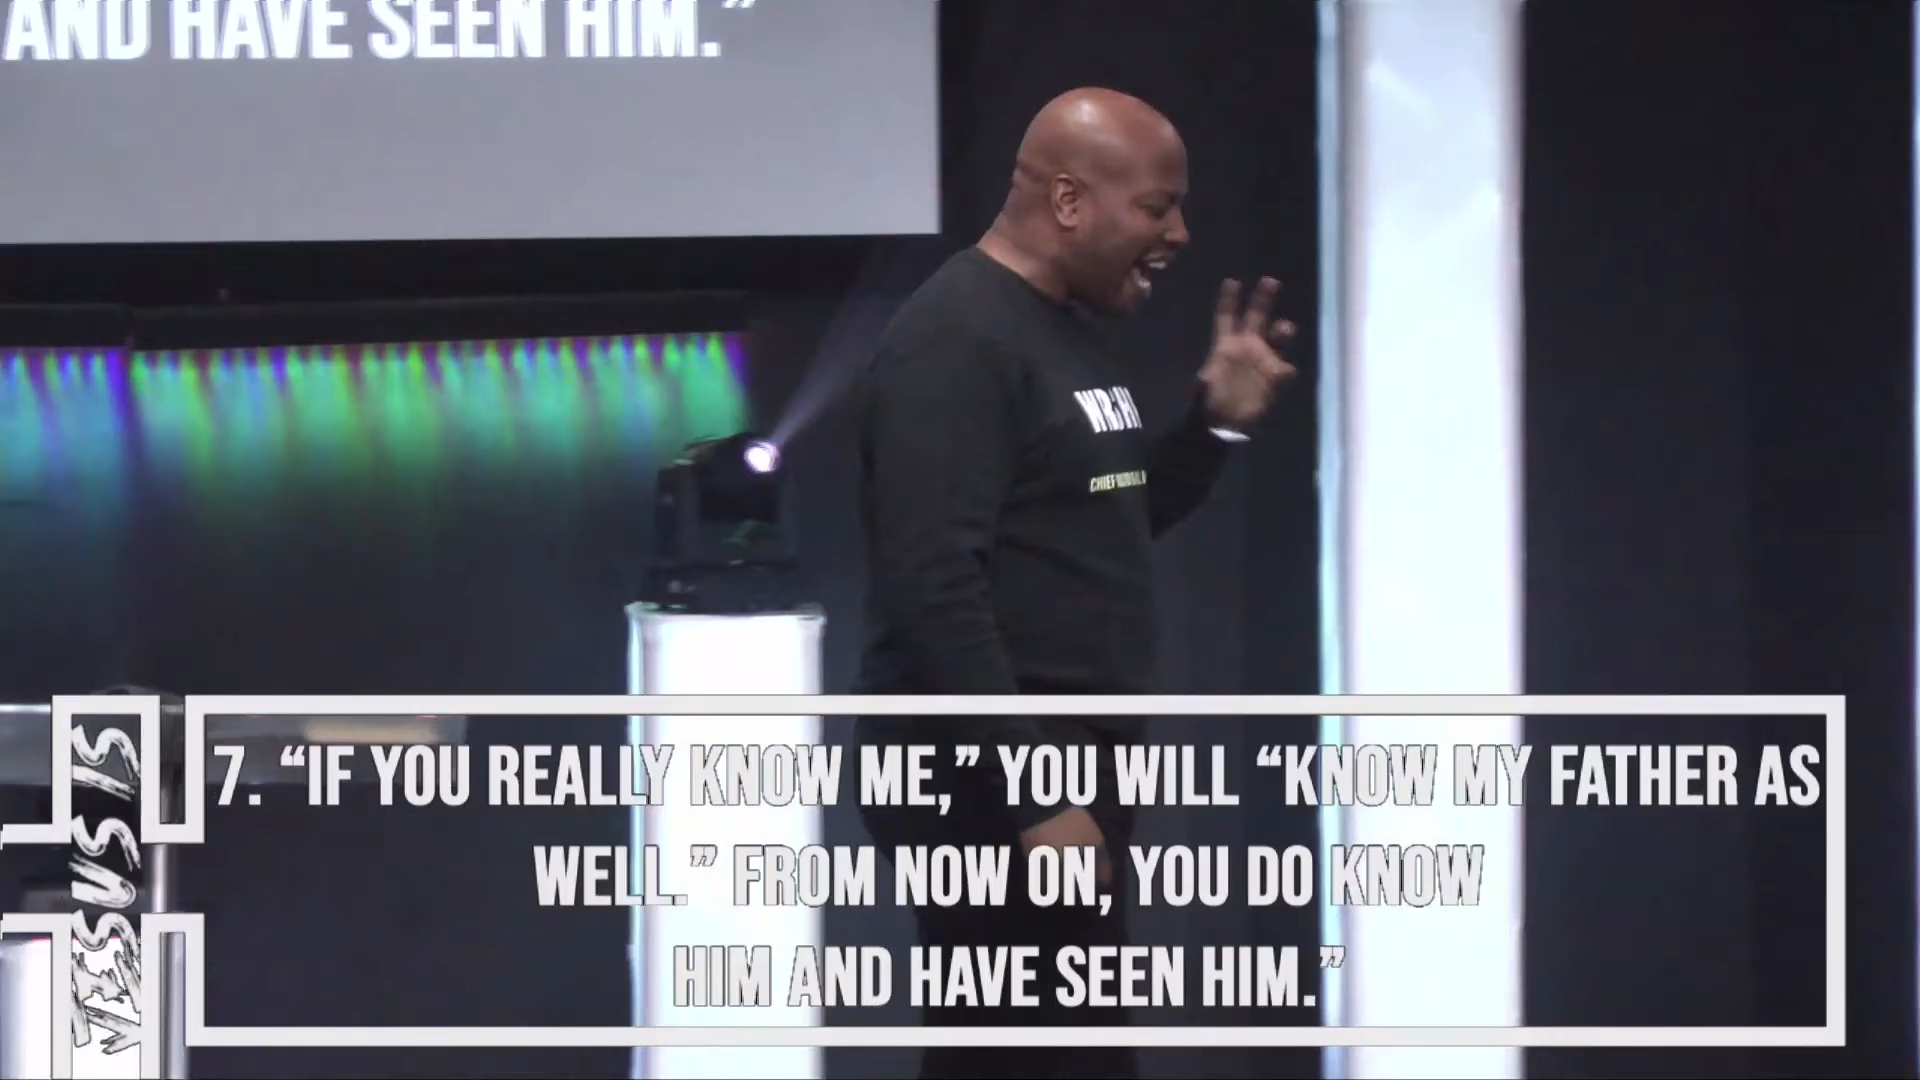 AND HAVE SEEN HIM.”
7. “IF YOU REALLY KNOW ME,” YOU WILL “KNOW MY FATHER AS
WELL.” FROM NOW ON, YOU DO KNOW
HIM AND HAVE SEEN HIM.”
JESUS IS
CHIEF